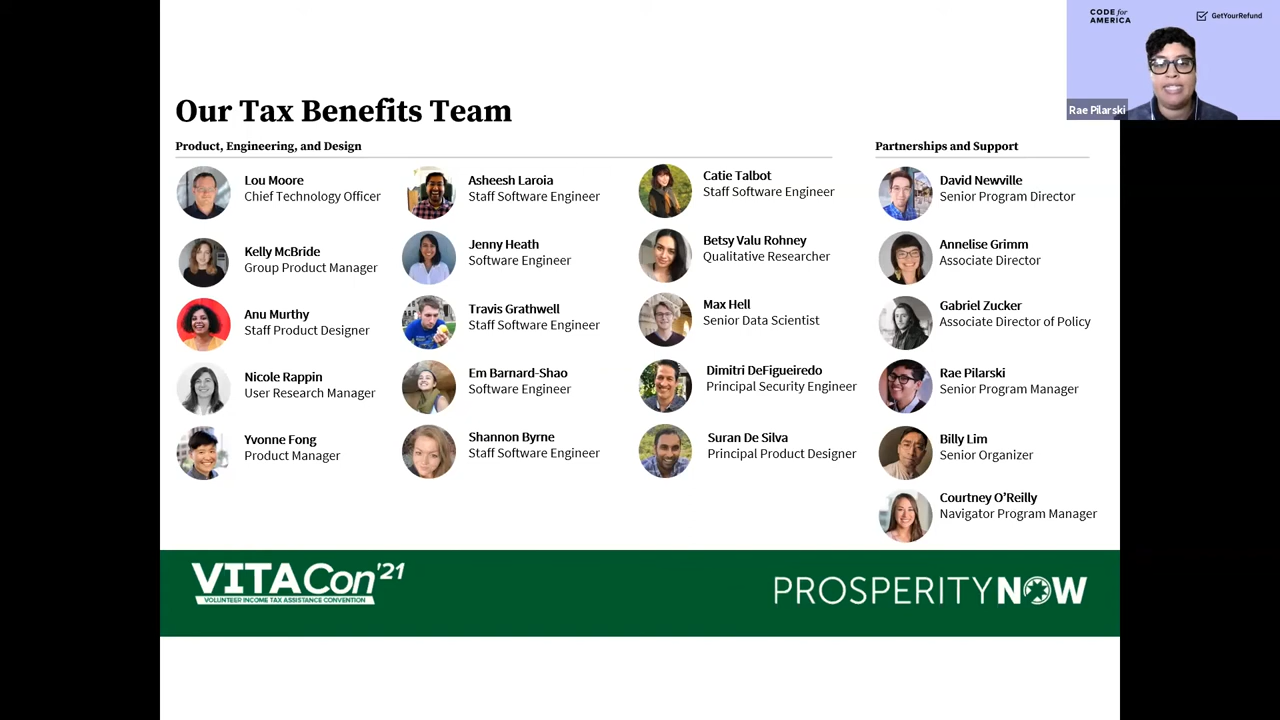 CODE for
AMERICA
GetYourRefund
Rae Pilarski
Our Tax Benefits Team
Product, Engineering, and Design
Lou Moore
Chief Technology Officer
Kelly McBride
Group Product Manager
Anu Murthy
Staff Product Designer
Nicole Rappin
User Research Manager
Yvonne Fong
Product Manager
Asheesh Laroia
Staff Software Engineer
Jenny Heath
Software Engineer
Travis Grathwell
Staff Software Engineer
Em Barnard-Shao
Software Engineer
Shannon Byrne
Staff Software Engineer
Catie Talbot
Staff Software Engineer
Betsy Valu Rohney
Qualitative Researcher
Max Hell
Senior Data Scientist
Dimitri DeFigueiredo
Principal Security Engineer
Suran De Silva
Principal Product Designer
Partnerships and Support
David Newville
Senior Program Director
Annelise Grimm
Associate Director
Gabriel Zucker
Associate Director of Policy
Rae Pilarski
Senior Program Manager
Billy Lim
Senior Organizer
Courtney O’Reilly
Navigator Program Manager
VITACon'21
VOLUNTEER INCOME TAX ASSISTANCE CONVENTION
PROSPERITY NOW